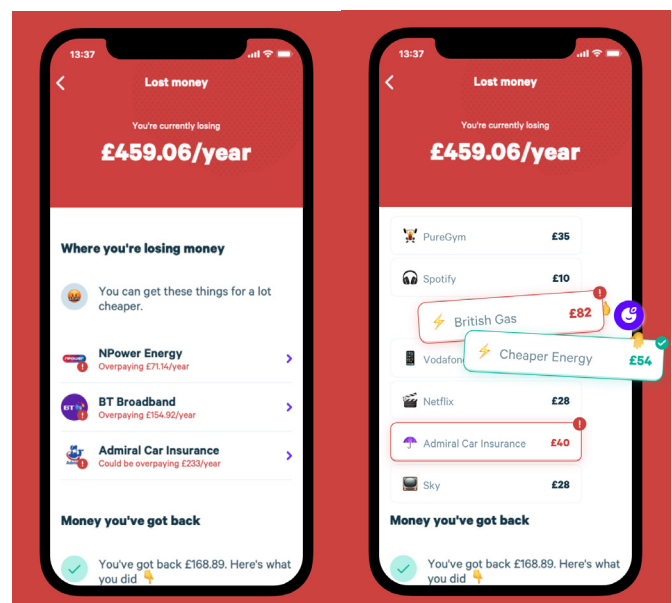 13:37
Lost money
You're currently losing
£459.06/year
Where you're losing money
You can get these things for a lot
cheaper.
NPower Energy
Overpaying £71.14/year
BT Broadband
Overpaying £154.92/year
BT
Admiral Car Insurance
Could be overpaying £233/year
Money you've got back
You've got back £168.89. Here's what
you did
13:37
Lost money
You're currently losing
£459.06/year
PureGym £35
Spotify £10
British Gas £82
Cheaper Energy £54
Netflix £28
Admiral Car Insurance £40
Sky £28
Money you've got back
You've got back £168.89. Here's what
you did